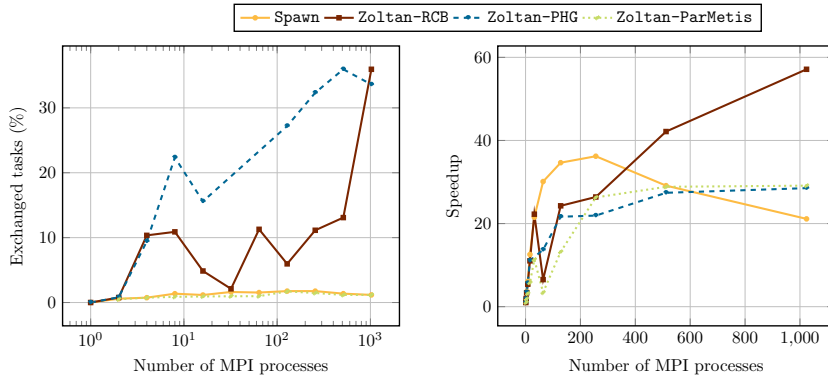 Spawn Zoltan-RCB Zoltan-PHG Zoltan-ParMetis
Exchanged tasks (%)
30
20
10
0
10^0 10^1 10^2 10^3
Number of MPI processes
Speedup
60
40
20
0
0 200 400 600 800 1,000
Number of MPI processes